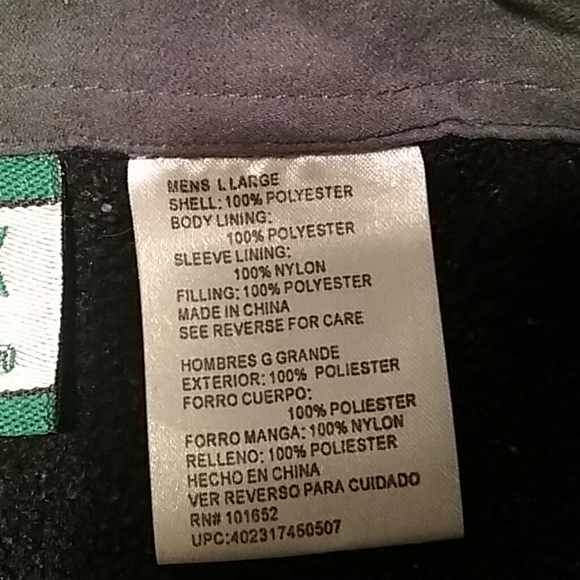 MENS L LARGE
SHELL: 100% POLYESTER
BODY LINING:
100% POLYESTER
SLEEVE LINING:
100% NYLON
FILLING: 100% POLYESTER
MADE IN CHINA
SEE REVERSE FOR CARE
HOMBRES G GRANDE
EXTERIOR: 100% POLIESTER
FORRO CUERPO:
100% POLIESTER
FORRO MANGA: 100% NYLON
RELLENO: 100% POLIESTER
HECHO EN CHINA
VER REVERSO PARA CUIDADO
RN# 101652
UPC:402317460507